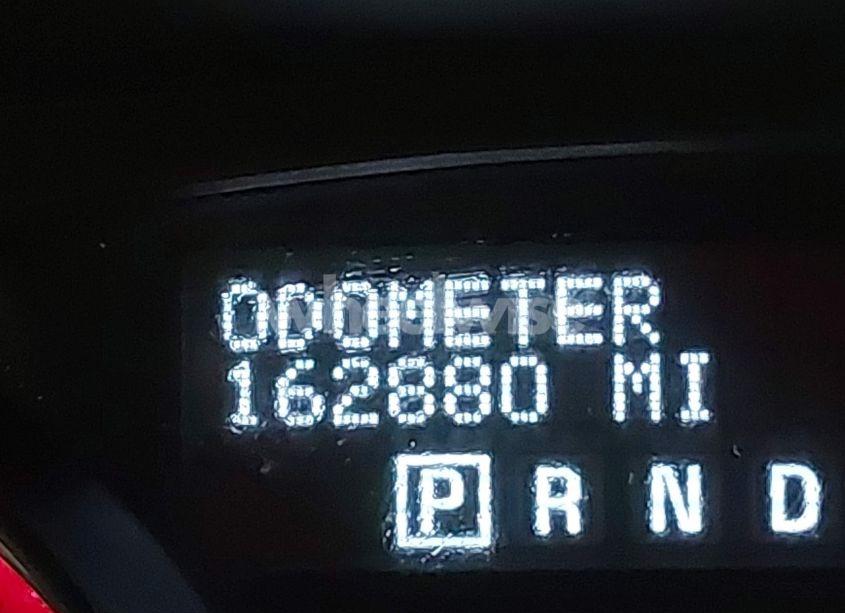 ODOMETER
162880 MI
P R N D